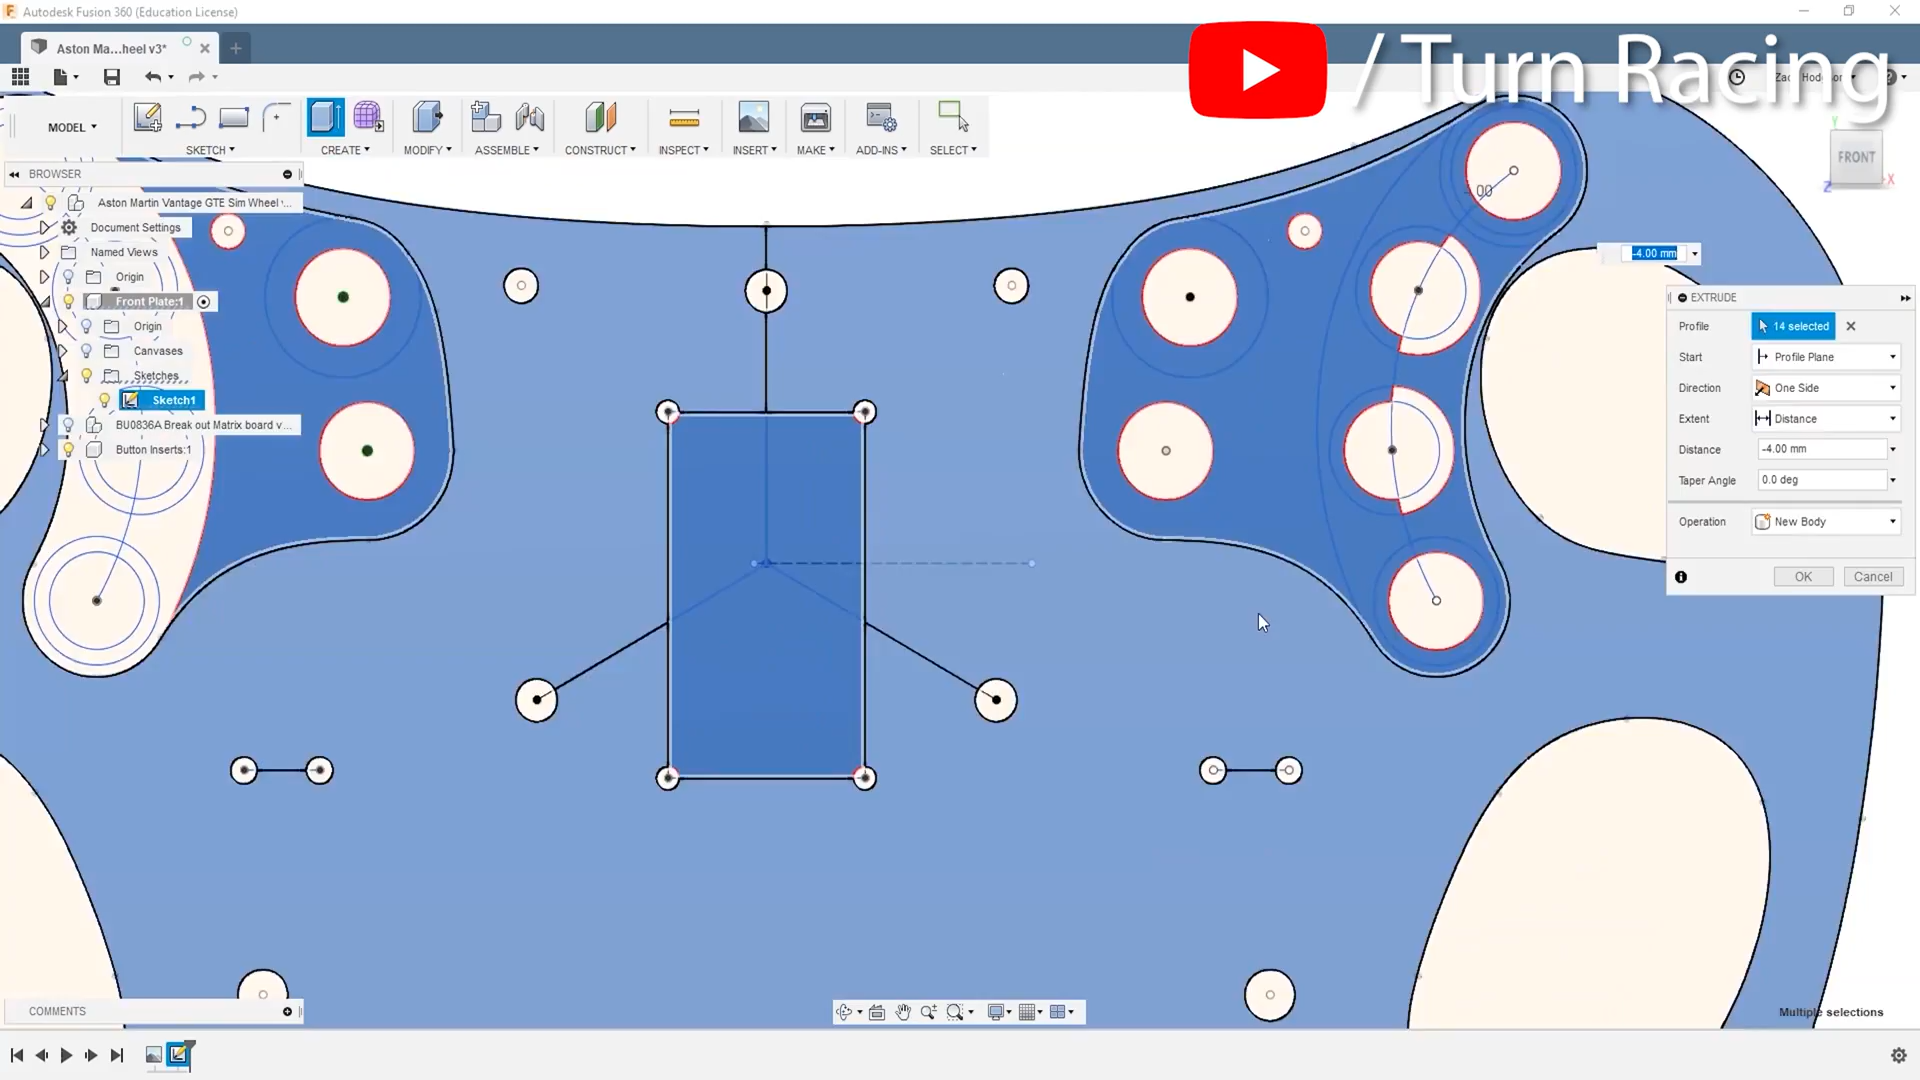 Autodesk Fusion 360 (Education License)
Aston Ma...heel v3*
/ Turn Racing
MODEL
SKETCH
CREATE
MODIFY
ASSEMBLE
CONSTRUCT
INSPECT
INSERT
MAKE
ADD-INS
SELECT
BROWSER
Aston Martin Vantage GTE Sim Wheel v...
Document Settings
Named Views
Origin
Front Plate:1
Origin
Canvases
Sketches
Sketch1
BU0836A Break out Matrix board v...
Button Inserts:1
Y
FRONT
Z
X
-4.00 mm
EXTRUDE
Profile
14 selected
Start
Profile Plane
Direction
One Side
Extent
Distance
Distance
-4.00 mm
Taper Angle
0.0 deg
Operation
New Body
OK
Cancel
COMMENTS
Multiple selections